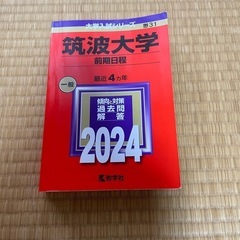 大学入試シリーズ
31
筑波大学
前期日程
最近4カ年
一般
傾向と対策
過去問
解答
2024
教学社